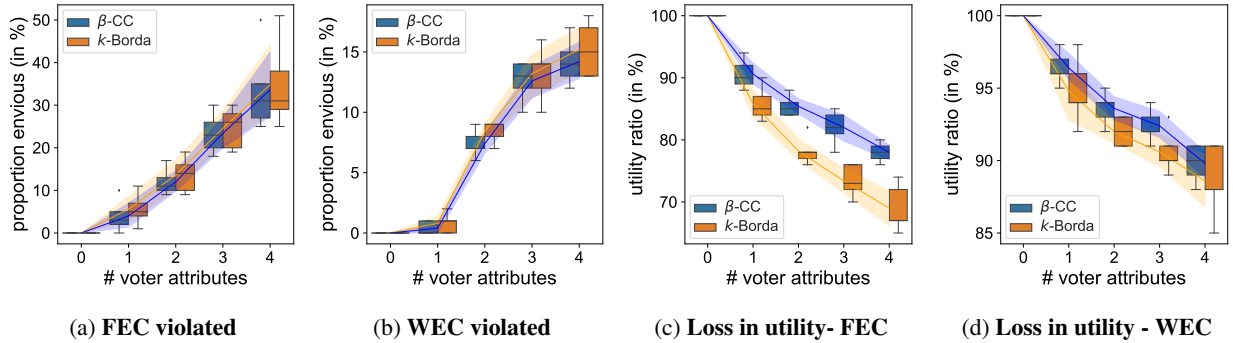 proportion envious (in %)
50
40
30
20
10
0
β-CC
k-Borda
0 1 2 3 4
# voter attributes
(a) FEC violated
proportion envious (in %)
15
10
5
0
β-CC
k-Borda
0 1 2 3 4
# voter attributes
(b) WEC violated
utility ratio (in %)
100
90
80
70
β-CC
k-Borda
0 1 2 3 4
# voter attributes
(c) Loss in utility- FEC
utility ratio (in %)
100
95
90
85
β-CC
k-Borda
0 1 2 3 4
# voter attributes
(d) Loss in utility - WEC